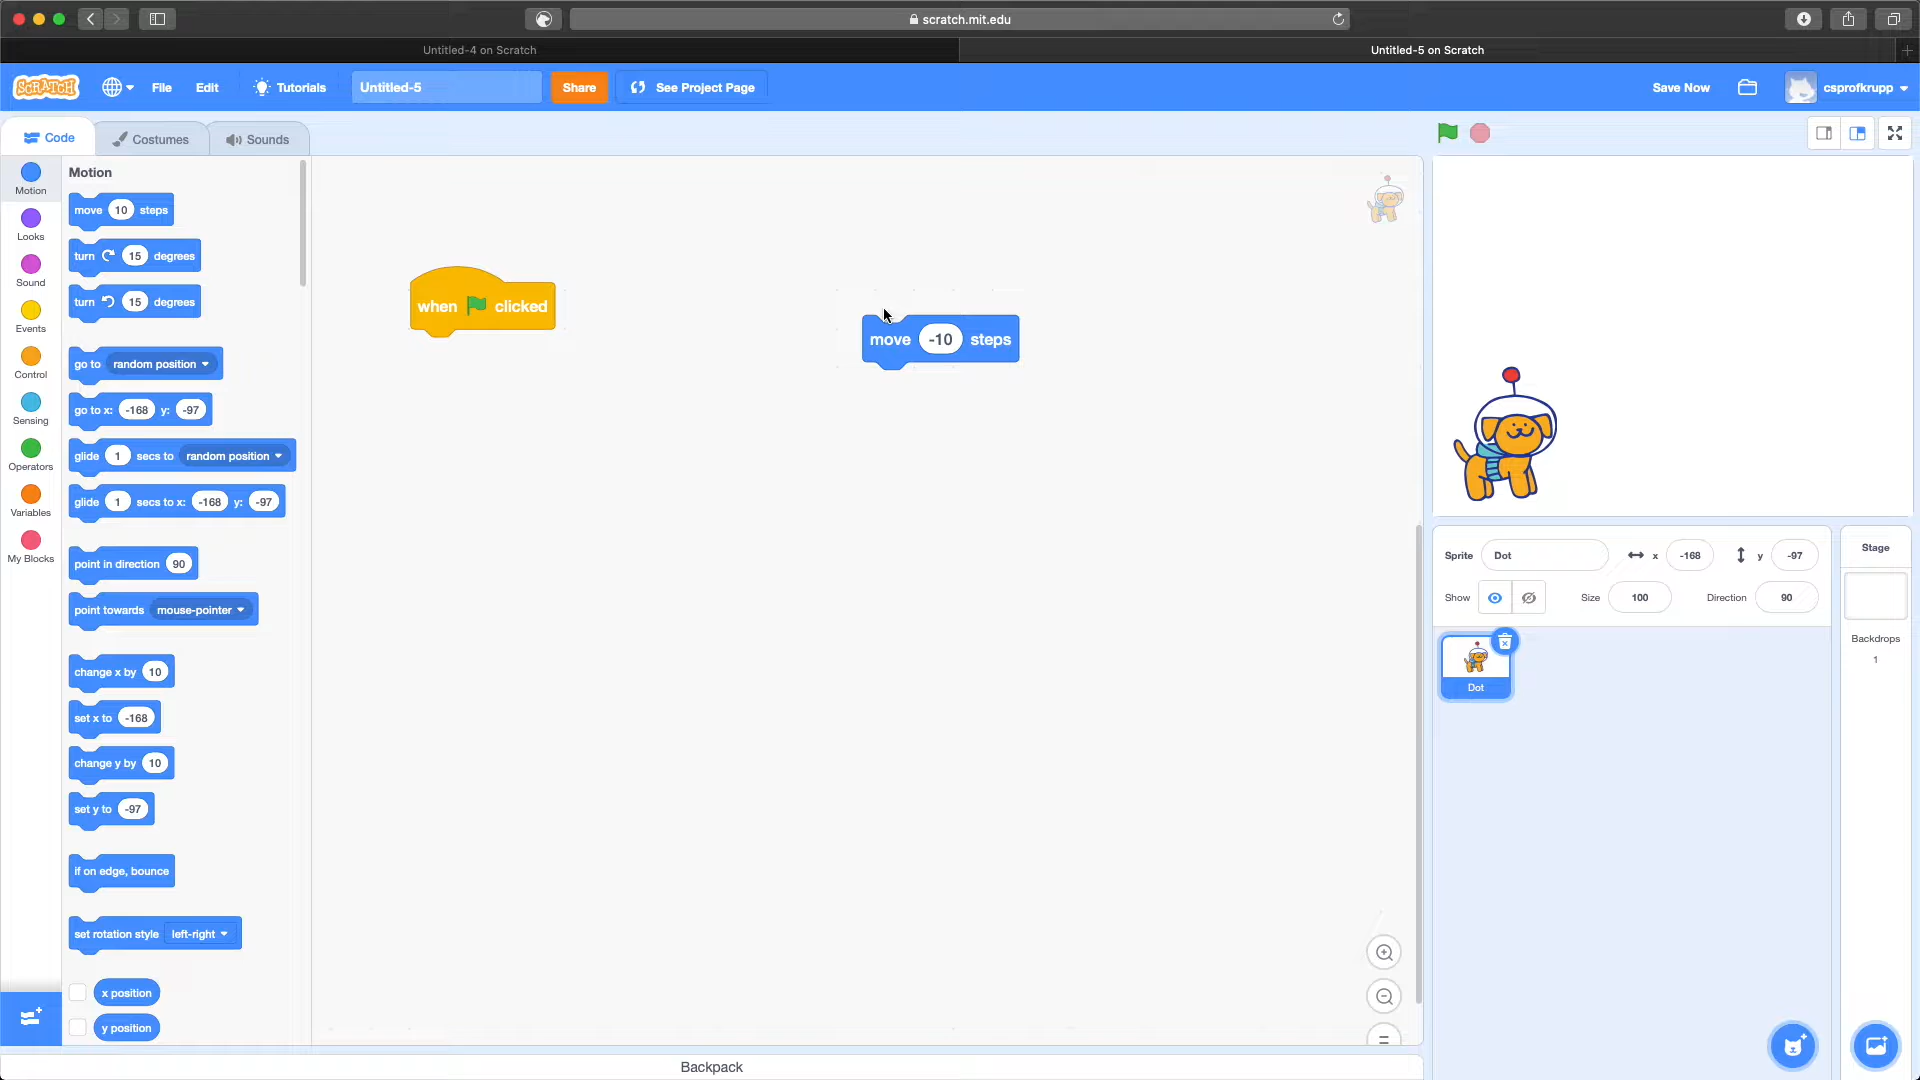 scratch.mit.edu
Untitled-4 on Scratch
Untitled-5 on Scratch
SCRATCH
File
Edit
Tutorials
Untitled-5
Share
See Project Page
Save Now
csprofkrupp
Code
Costumes
Sounds
Motion
Looks
Sound
Events
Control
Sensing
Operators
Variables
My Blocks
Motion
move 10 steps
turn 15 degrees
turn 15 degrees
go to random position
go to x: -168 y: -97
glide 1 secs to random position
glide 1 secs to x: -168 y: -97
point in direction 90
point towards mouse-pointer
change x by 10
set x to -168
change y by 10
set y to -97
if on edge, bounce
set rotation style left-right
x position
y position
when clicked
move -10 steps
Sprite Dot x -168 y -97
Show Size 100 Direction 90
Dot
Stage
Backdrops
1
Backpack